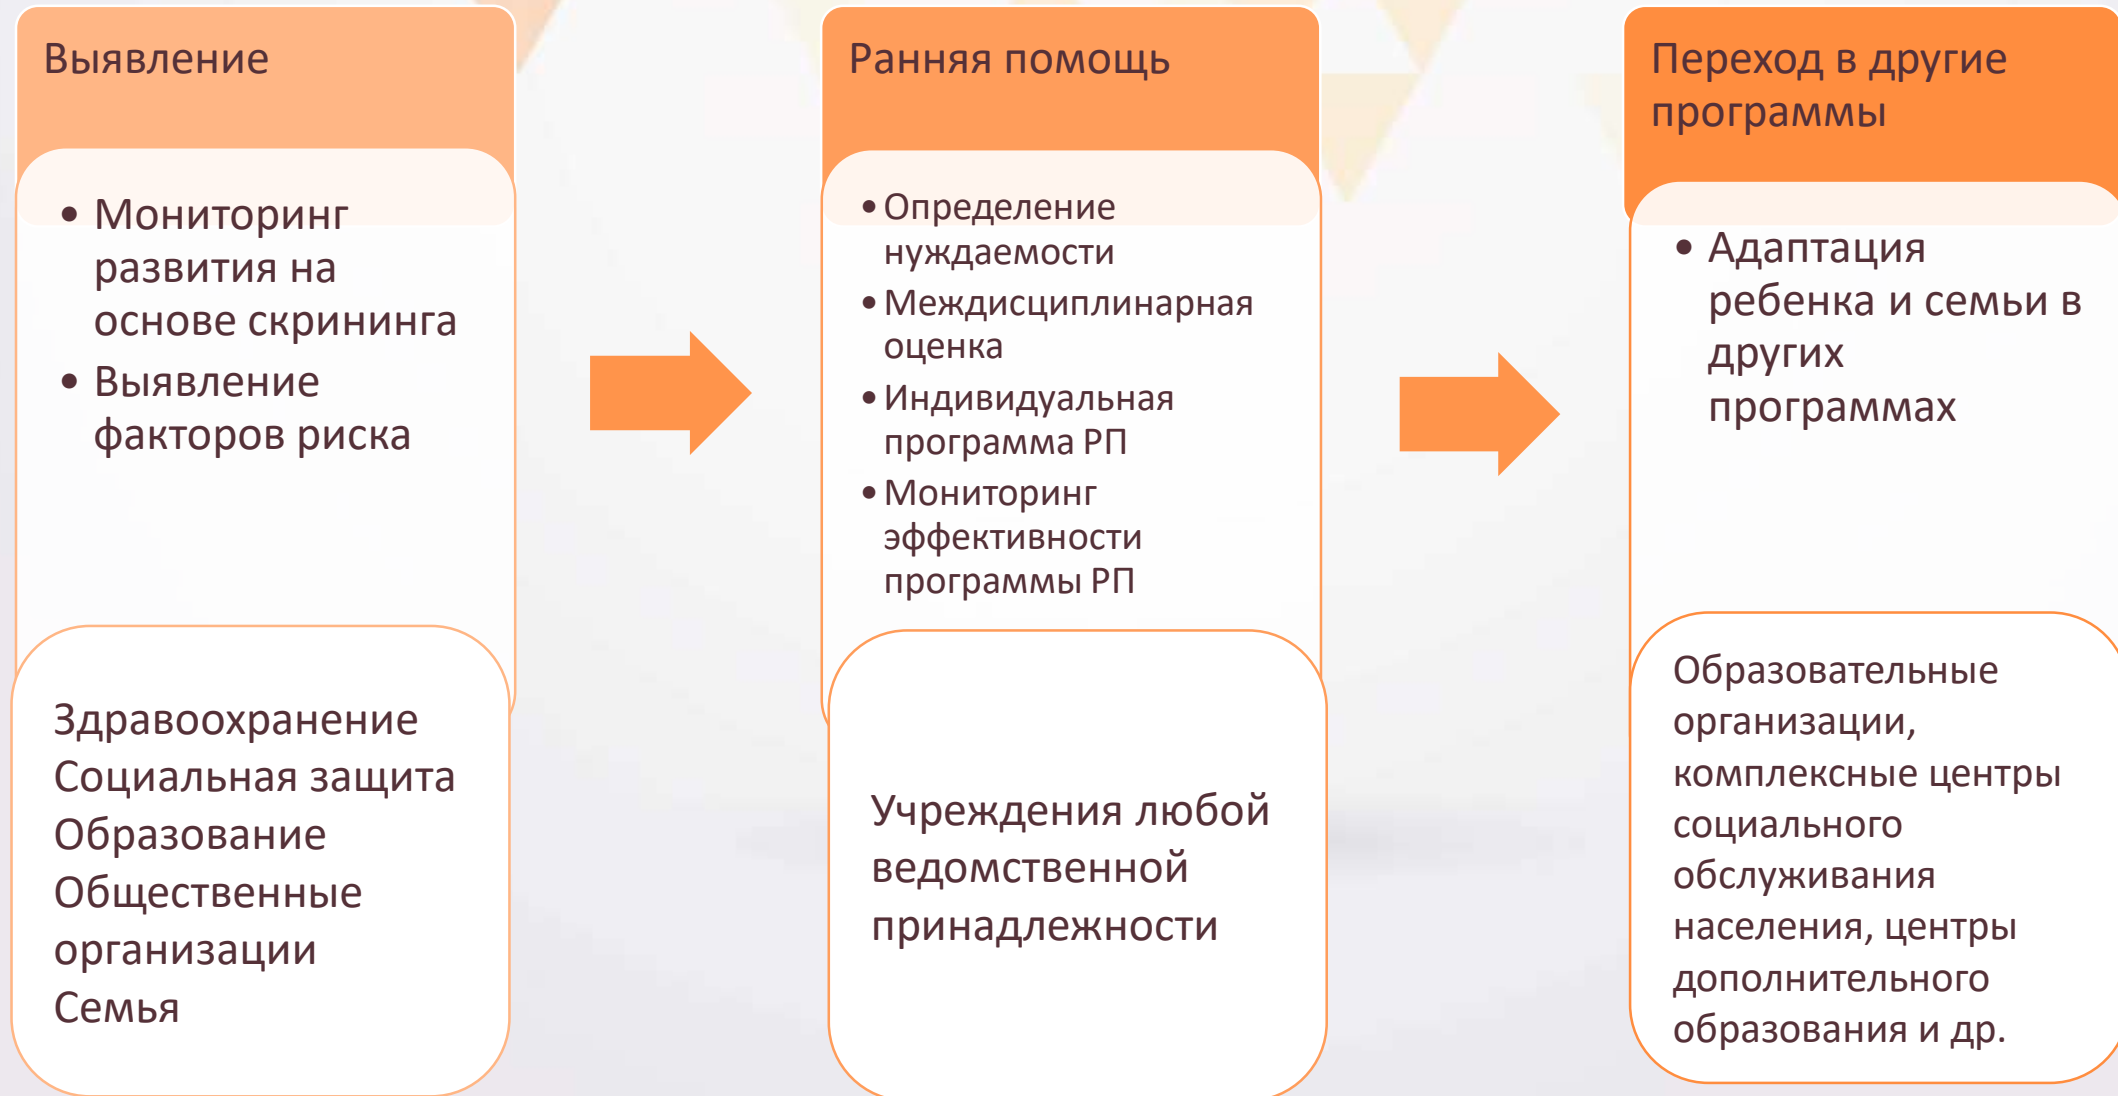 Выявление
• Мониторинг
развития на
основе скрининга
• Выявление
факторов риска
Здравоохранение
Социальная защита
Образование
Общественные
организации
Семья
Ранняя помощь
• Определение
нуждаемости
• Междисциплинарная
оценка
• Индивидуальная
программа РП
• Мониторинг
эффективности
программы РП
Учреждения любой
ведомственной
принадлежности
Переход в другие
программы
• Адаптация
ребенка и семьи в
других
программах
Образовательные
организации,
комплексные центры
социального
обслуживания
населения, центры
дополнительного
образования и др.